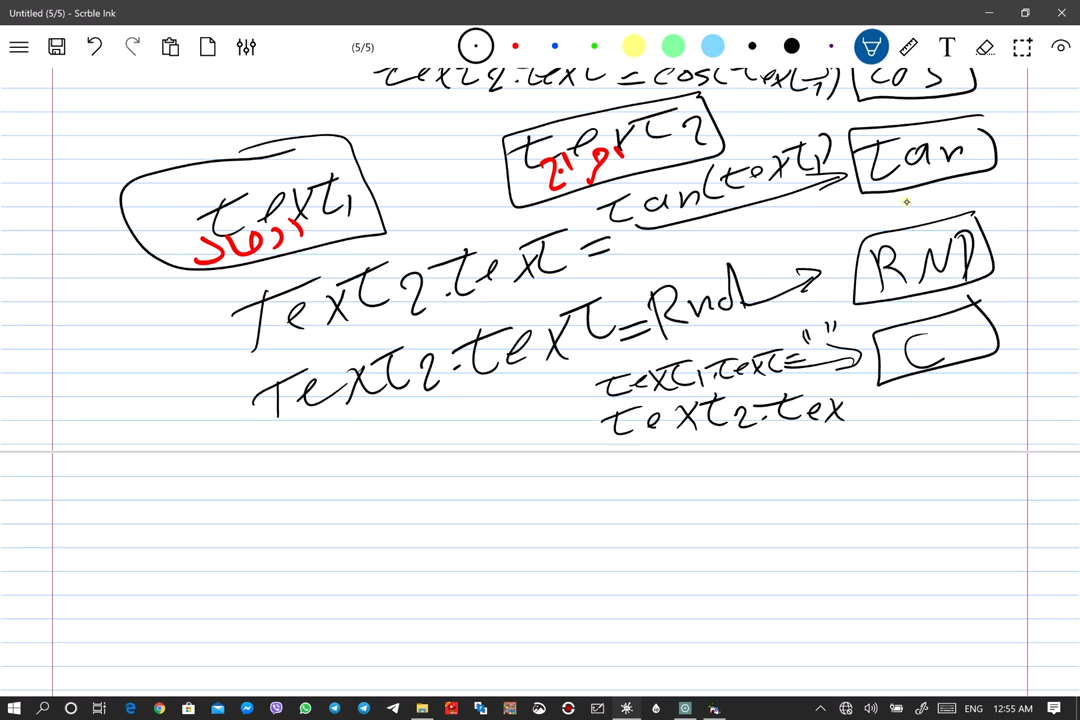 Untitled (5/5) - Scrble Ink
(5/5)
text2.text=cos(text1) cos
text2
tan(text1) tan
text1
Text2.text=
Text2.text=Rnd RND
text1.text="" C
text2.tex
ENG 12:55 AM